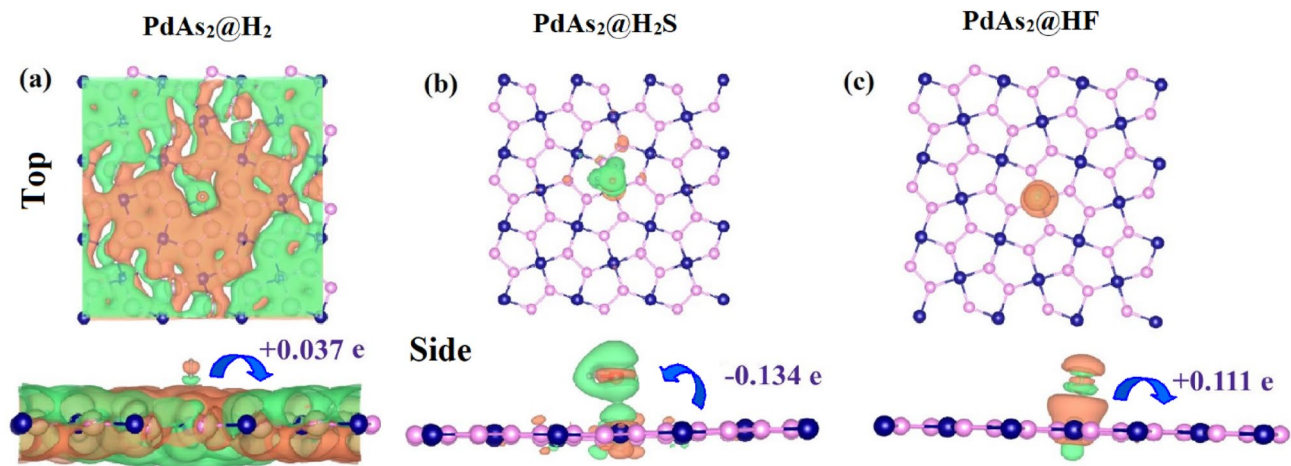 PdAs₂@H₂
PdAs₂@H₂S
PdAs₂@HF
(a)
(b)
(c)
Top
Side
+0.037 e
-0.134 e
+0.111 e